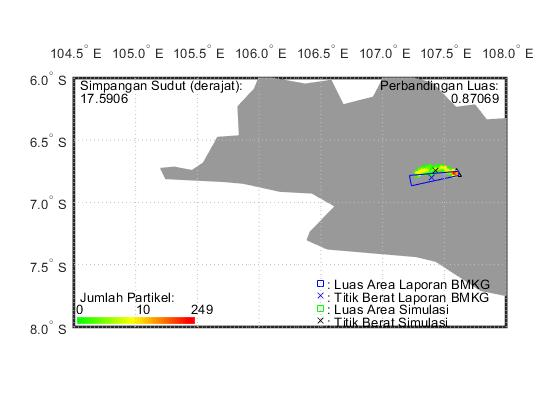 104.5° E 105.0° E 105.5° E 106.0° E 106.5° E 107.0° E 107.5° E 108.0° E
6.0° S
Simpangan Sudut (derajat):
17.5906
Perbandingan Luas:
0.87069
6.5° S
7.0° S
7.5° S
8.0° S
Jumlah Partikel:
1 10 249
: Luas Area Laporan BMKG
: Titik Berat Laporan BMKG
: Luas Area Simulasi
: Titik Berat Simulasi